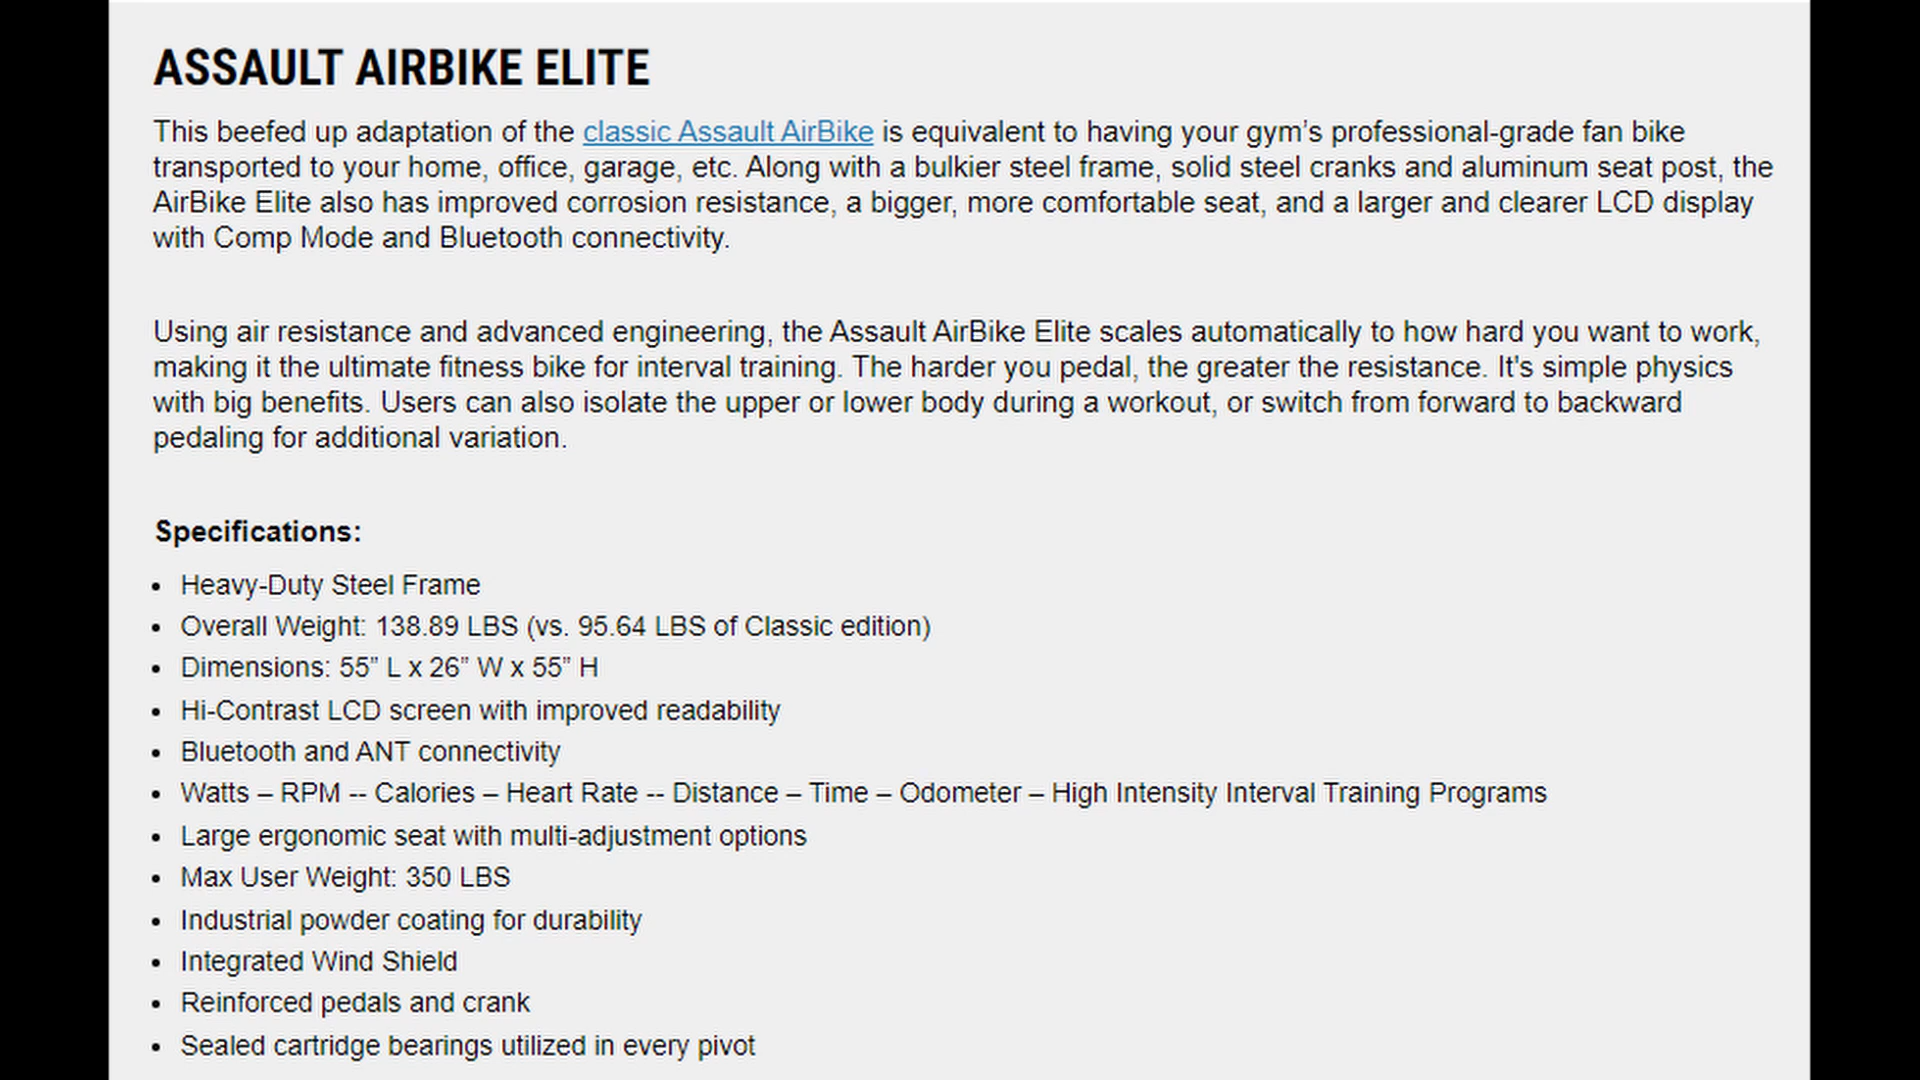 ASSAULT AIRBIKE ELITE
This beefed up adaptation of the classic Assault AirBike is equivalent to having your gym’s professional-grade fan bike
transported to your home, office, garage, etc. Along with a bulkier steel frame, solid steel cranks and aluminum seat post, the
AirBike Elite also has improved corrosion resistance, a bigger, more comfortable seat, and a larger and clearer LCD display
with Comp Mode and Bluetooth connectivity.
Using air resistance and advanced engineering, the Assault AirBike Elite scales automatically to how hard you want to work,
making it the ultimate fitness bike for interval training. The harder you pedal, the greater the resistance. It's simple physics
with big benefits. Users can also isolate the upper or lower body during a workout, or switch from forward to backward
pedaling for additional variation.
Specifications:
• Heavy-Duty Steel Frame
• Overall Weight: 138.89 LBS (vs. 95.64 LBS of Classic edition)
• Dimensions: 55” L x 26” W x 55” H
• Hi-Contrast LCD screen with improved readability
• Bluetooth and ANT connectivity
• Watts – RPM -- Calories – Heart Rate -- Distance – Time – Odometer – High Intensity Interval Training Programs
• Large ergonomic seat with multi-adjustment options
• Max User Weight: 350 LBS
• Industrial powder coating for durability
• Integrated Wind Shield
• Reinforced pedals and crank
• Sealed cartridge bearings utilized in every pivot